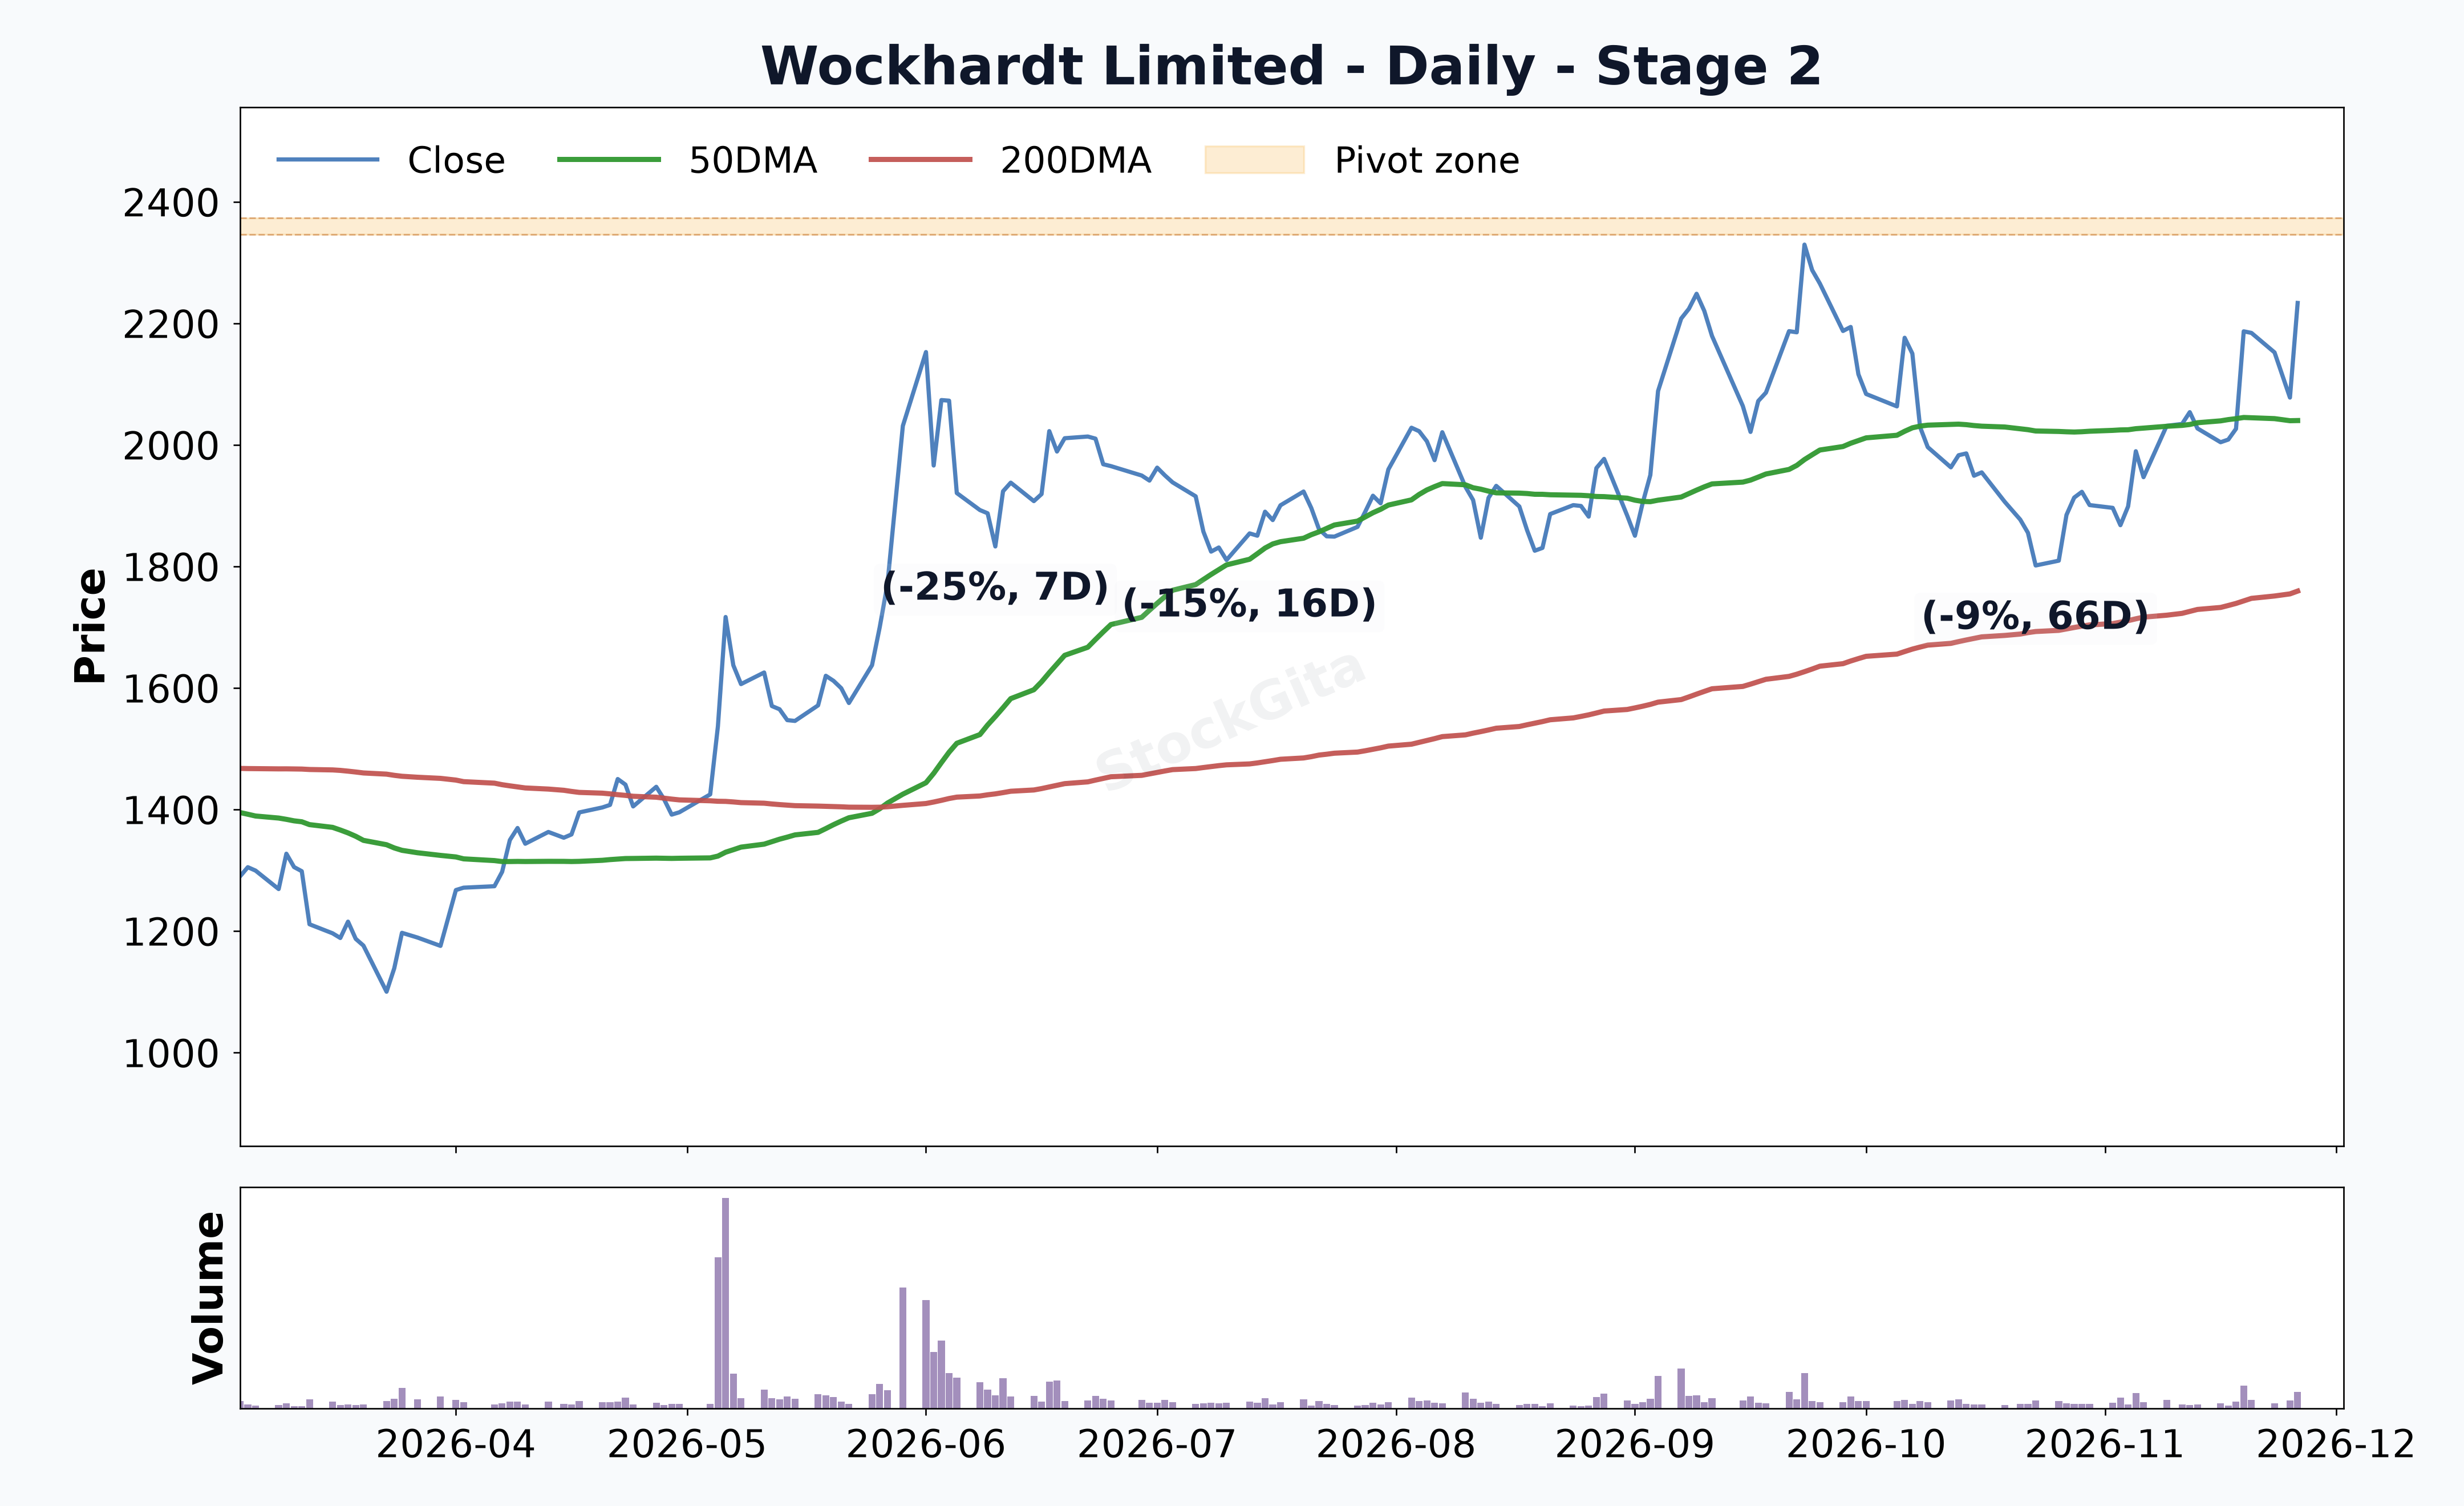 Wockhardt Limited - Daily - Stage 2
Close 50DMA 200DMA Pivot zone
2400
2200
2000
1800
1600
1400
1200
1000
Price
(-25%, 7D)
(-15%, 16D)
(-9%, 66D)
StockGita
Volume
2026-04 2026-05 2026-06 2026-07 2026-08 2026-09 2026-10 2026-11 2026-12